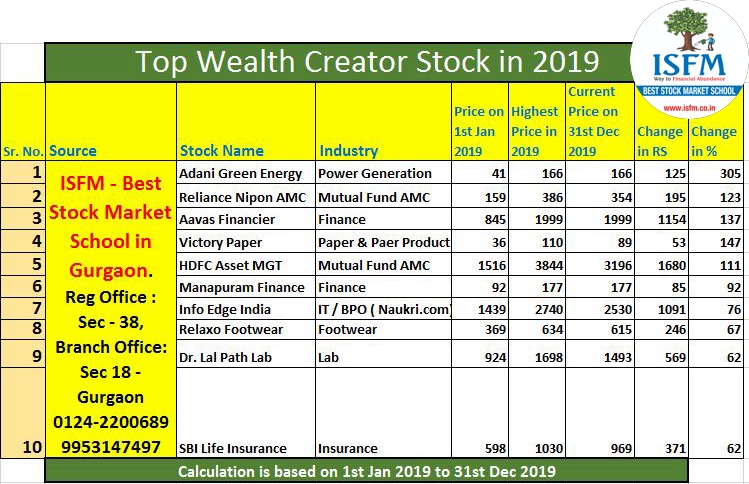 Top Wealth Creator Stock in 2019
ISFM
Way to Financial Abundance
BEST STOCK MARKET SCHOOL
www.isfm.co.in
Sr. No. Source Stock Name Industry Price on 1st Jan 2019 Highest Price in 2019 Current Price on 31st Dec 2019 Change in RS Change in %
ISFM - Best
Stock Market
School in
Gurgaon.
Reg Office :
Sec - 38,
Branch Office:
Sec 18 -
Gurgaon
0124-2200689
9953147497
1 Adani Green Energy Power Generation 41 166 166 125 305
2 Reliance Nipon AMC Mutual Fund AMC 159 386 354 195 123
3 Aavas Financier Finance 845 1999 1999 1154 137
4 Victory Paper Paper & Paer Product 36 110 89 53 147
5 HDFC Asset MGT Mutual Fund AMC 1516 3844 3196 1680 111
6 Manapuram Finance Finance 92 177 177 85 92
7 Info Edge India IT / BPO ( Naukri.com) 1439 2740 2530 1091 76
8 Relaxo Footwear Footwear 369 634 615 246 67
9 Dr. Lal Path Lab Lab 924 1698 1493 569 62
10 SBI Life Insurance Insurance 598 1030 969 371 62
Calculation is based on 1st Jan 2019 to 31st Dec 2019